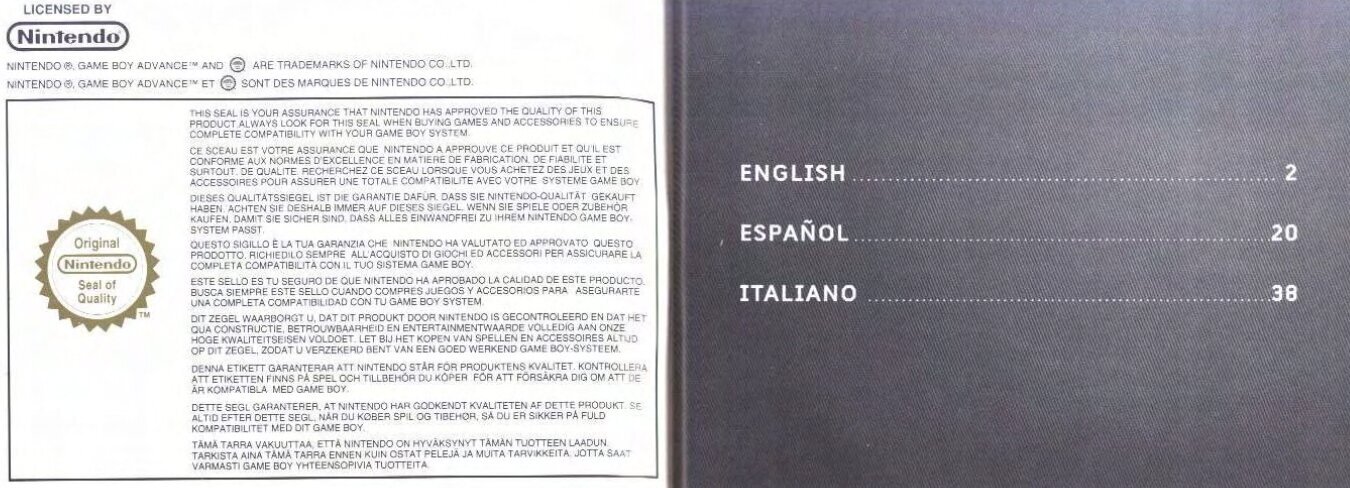 LICENSED BY
Nintendo
NINTENDO ®, GAME BOY ADVANCE™ AND ARE TRADEMARKS OF NINTENDO CO.,LTD.
NINTENDO ®, GAME BOY ADVANCE™ ET SONT DES MARQUES DE NINTENDO CO.,LTD.
Original
Nintendo
Seal of
Quality
TM
THIS SEAL IS YOUR ASSURANCE THAT NINTENDO HAS APPROVED THE QUALITY OF THIS
PRODUCT. ALWAYS LOOK FOR THIS SEAL WHEN BUYING GAMES AND ACCESSORIES TO ENSURE
COMPLETE COMPATIBILITY WITH YOUR GAME BOY SYSTEM.
CE SCEAU EST VOTRE ASSURANCE QUE NINTENDO A APPROUVE CE PRODUIT ET QU'IL EST
CONFORME AUX NORMES D'EXCELLENCE EN MATIERE DE FABRICATION, DE FIABILITE ET
SURTOUT, DE QUALITE. RECHERCHEZ CE SCEAU LORSQUE VOUS ACHETEZ DES JEUX ET DES
ACCESSOIRES POUR ASSURER UNE TOTALE COMPATIBILITE AVEC VOTRE SYSTEME GAME BOY.
DIESES QUALITÄTSSIEGEL IST DIE GARANTIE DAFÜR, DASS SIE NINTENDO-QUALITÄT GEKAUFT
HABEN. ACHTEN SIE DESHALB IMMER AUF DIESES SIEGEL, WENN SIE SPIELE ODER ZUBEHÖR
KAUFEN, DAMIT SIE SICHER SIND, DASS ALLES EINWANDFREI ZU IHREM NINTENDO GAME BOY-
SYSTEM PASST.
QUESTO SIGILLO È LA TUA GARANZIA CHE NINTENDO HA VALUTATO ED APPROVATO QUESTO
PRODOTTO. RICHIEDILO SEMPRE ALL'ACQUISTO DI GIOCHI ED ACCESSORI PER ASSICURARE LA
COMPLETA COMPATIBILITÀ CON IL TUO SISTEMA GAME BOY.
ESTE SELLO ES TU SEGURO DE QUE NINTENDO HA APROBADO LA CALIDAD DE ESTE PRODUCTO.
BUSCA SIEMPRE ESTE SELLO CUANDO COMPRES JUEGOS Y ACCESORIOS PARA ASEGURARTE
UNA COMPLETA COMPATIBILIDAD CON TU GAME BOY SYSTEM.
DIT ZEGEL WAARBORGT U, DAT DIT PRODUKT DOOR NINTENDO IS GECONTROLEERD EN DAT HET
QUA CONSTRUCTIE, BETROUWBAARHEID EN ENTERTAINMENTWAARDE VOLLEDIG AAN ONZE
HOGE KWALITEITSEISEN VOLDOET. LET BIJ HET KOPEN VAN SPELLEN EN ACCESSOIRES ALTIJD
OP DIT ZEGEL, ZODAT U VERZEKERD BENT VAN EEN GOED WERKEND GAME BOY-SYSTEEM.
DENNA ETIKETT GARANTERAR ATT NINTENDO STÅR FÖR PRODUKTENS KVALITET. KONTROLLERA
ATT ETIKETTEN FINNS PÅ SPEL OCH TILLBEHÖR DU KÖPER FÖR ATT FÖRSÄKRA DIG OM ATT DE
ÄR KOMPATIBLA MED GAME BOY.
DETTE SEGL GARANTERER, AT NINTENDO HAR GODKENDT KVALITETEN AF DETTE PRODUKT. SE
ALTID EFTER DETTE SEGL, NÅR DU KØBER SPIL OG TIBEHØR, SÅ DU ER SIKKER PÅ FULD
KOMPATIBILITET MED DIT GAME BOY.
TÄMÄ TARRA VAKUUTTAA, ETTÄ NINTENDO ON HYVÄKSYNYT TÄMÄN TUOTTEEN LAADUN.
TARKISTA AINA TÄMÄ TARRA ENNEN KUIN OSTAT PELEJÄ JA MUITA TARVIKKEITA, JOTTA SAAT
VARMASTI GAME BOY YHTEENSOPIVIA TUOTTEITA.
ENGLISH 2
ESPAÑOL 20
ITALIANO 38